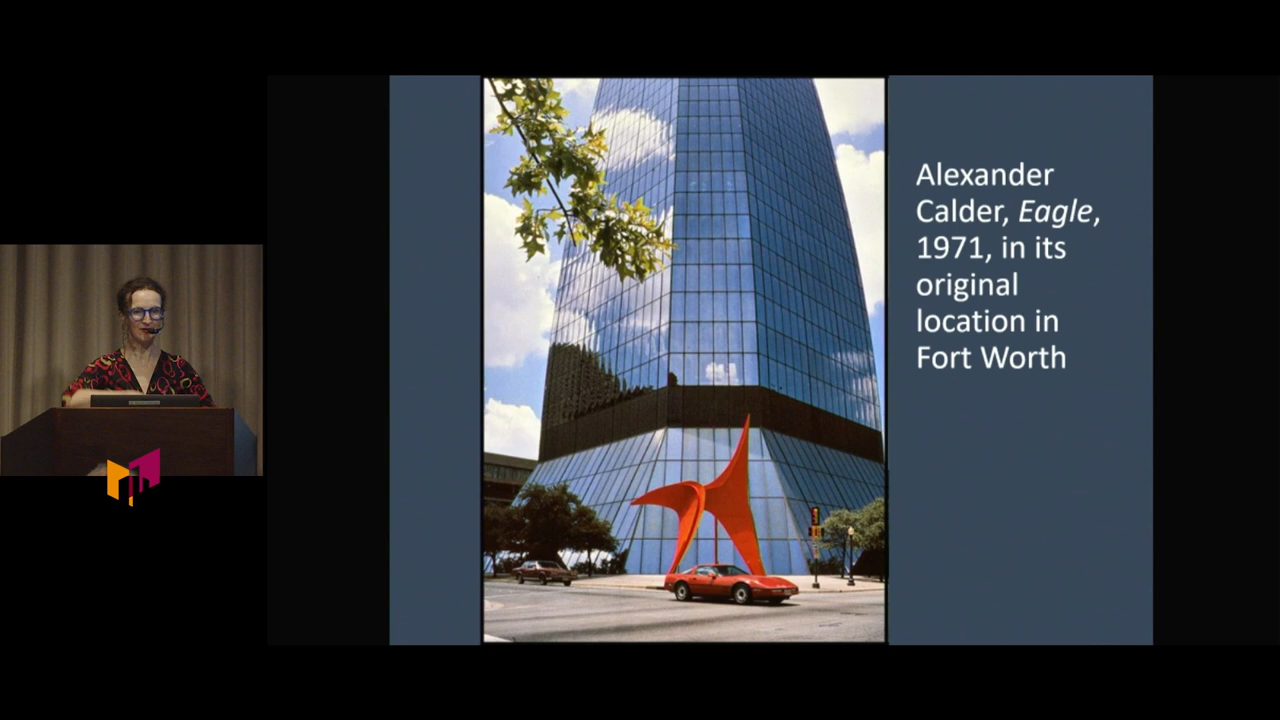 Alexander
Calder, Eagle,
1971, in its
original
location in
Fort Worth